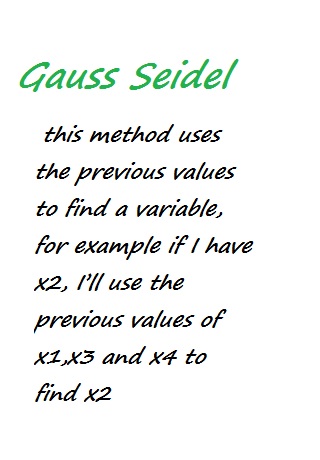 Gauss Seidel
this method uses
the previous values
to find a variable,
for example if I have
x2, I'll use the
previous values of
x1,x3 and x4 to
find x2